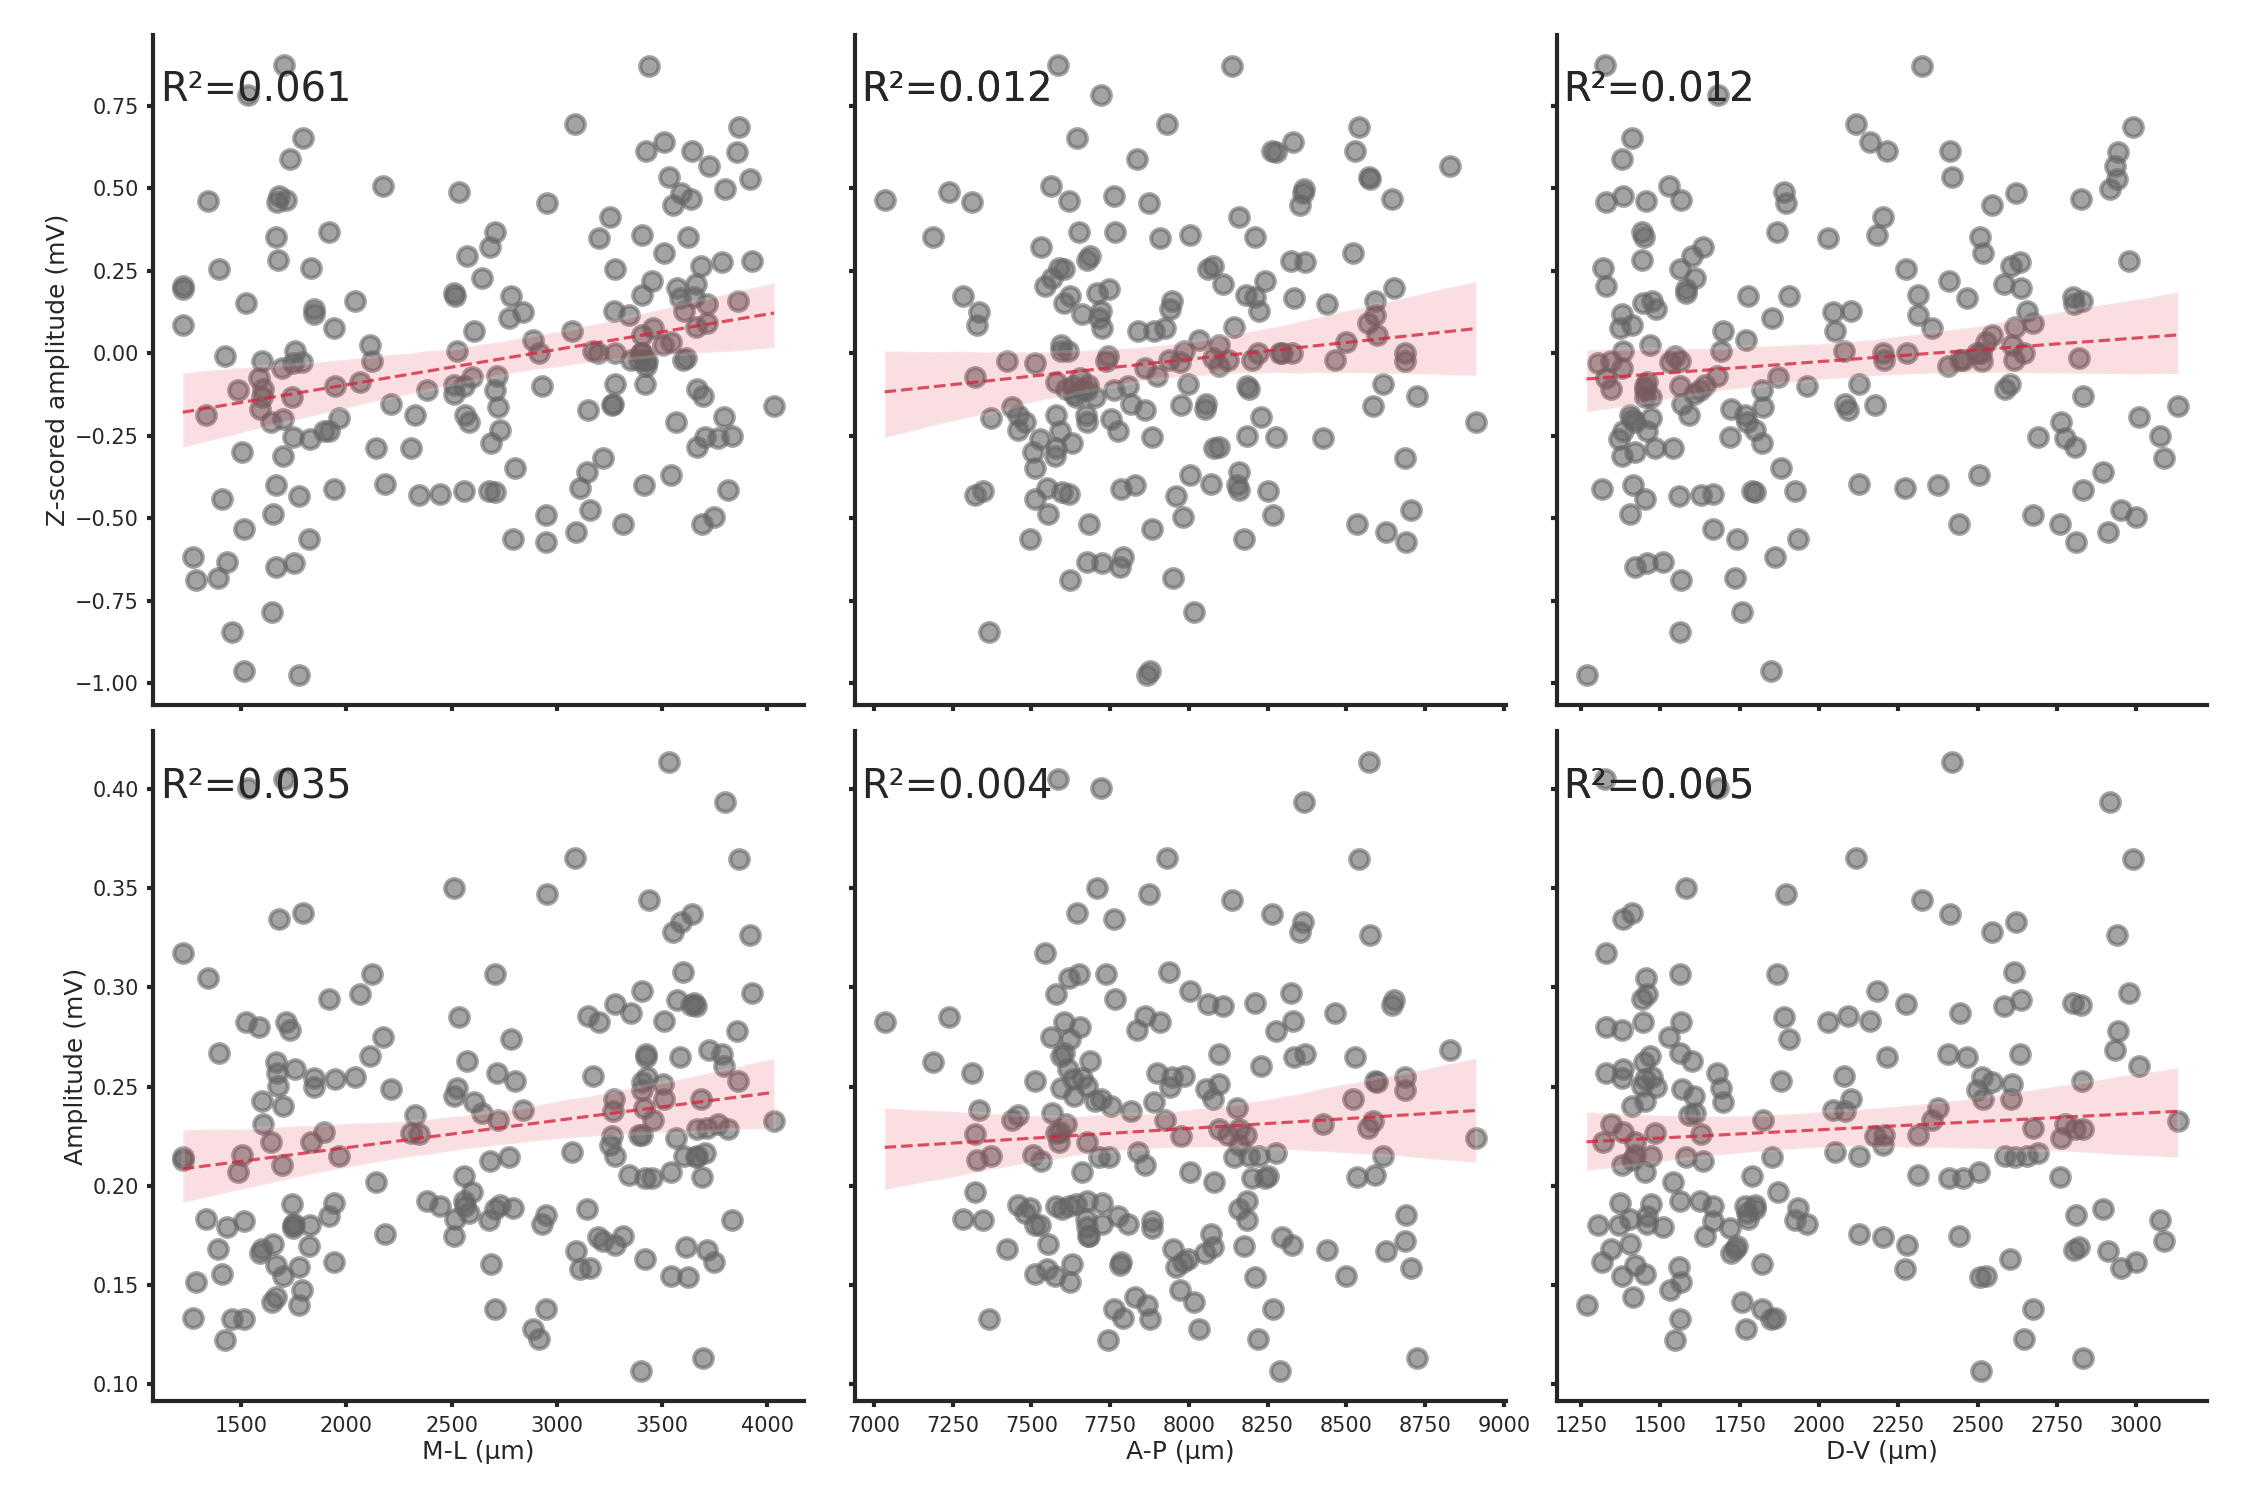 R²=0.061
R²=0.012
R²=0.012
0.75
0.50
0.25
0.00
−0.25
−0.50
−0.75
−1.00
Z-scored amplitude (mV)
R²=0.035
R²=0.004
R²=0.005
0.40
0.35
0.30
0.25
0.20
0.15
0.10
Amplitude (mV)
1500 2000 2500 3000 3500 4000
7000 7250 7500 7750 8000 8250 8500 8750 9000
1250 1500 1750 2000 2250 2500 2750 3000
M-L (μm)
A-P (μm)
D-V (μm)